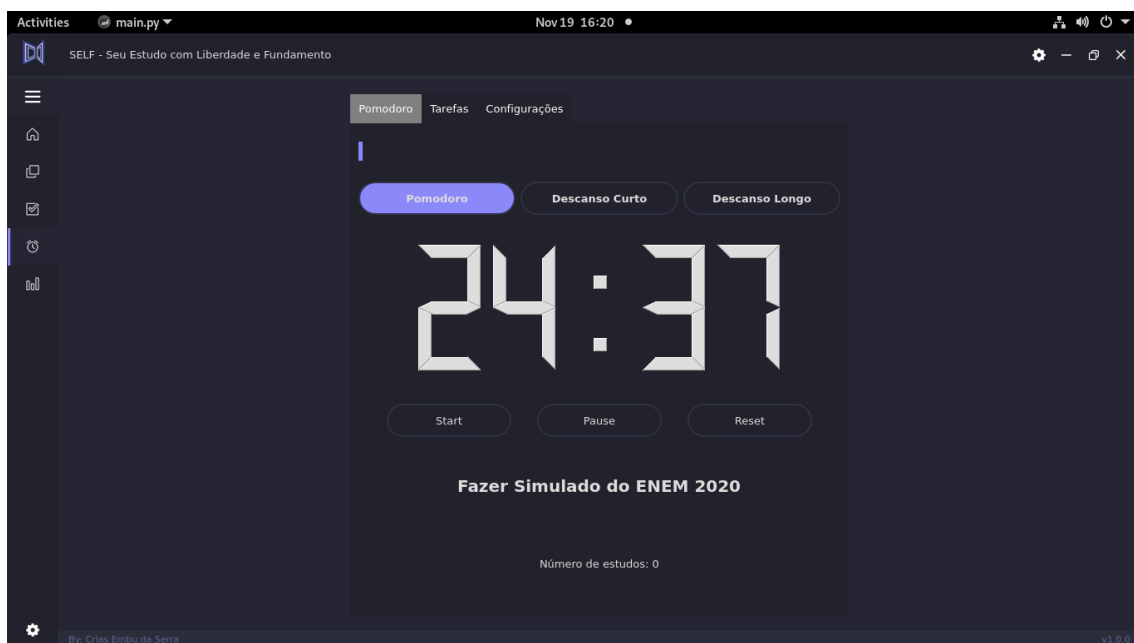 Activities main.py Nov 19 16:20
SELF - Seu Estudo com Liberdade e Fundamento
Pomodoro Tarefas Configurações
Pomodoro Descanso Curto Descanso Longo
24:37
Start Pause Reset
Fazer Simulado do ENEM 2020
Número de estudos: 0
By: Crias Embu da Serra v1.0.0